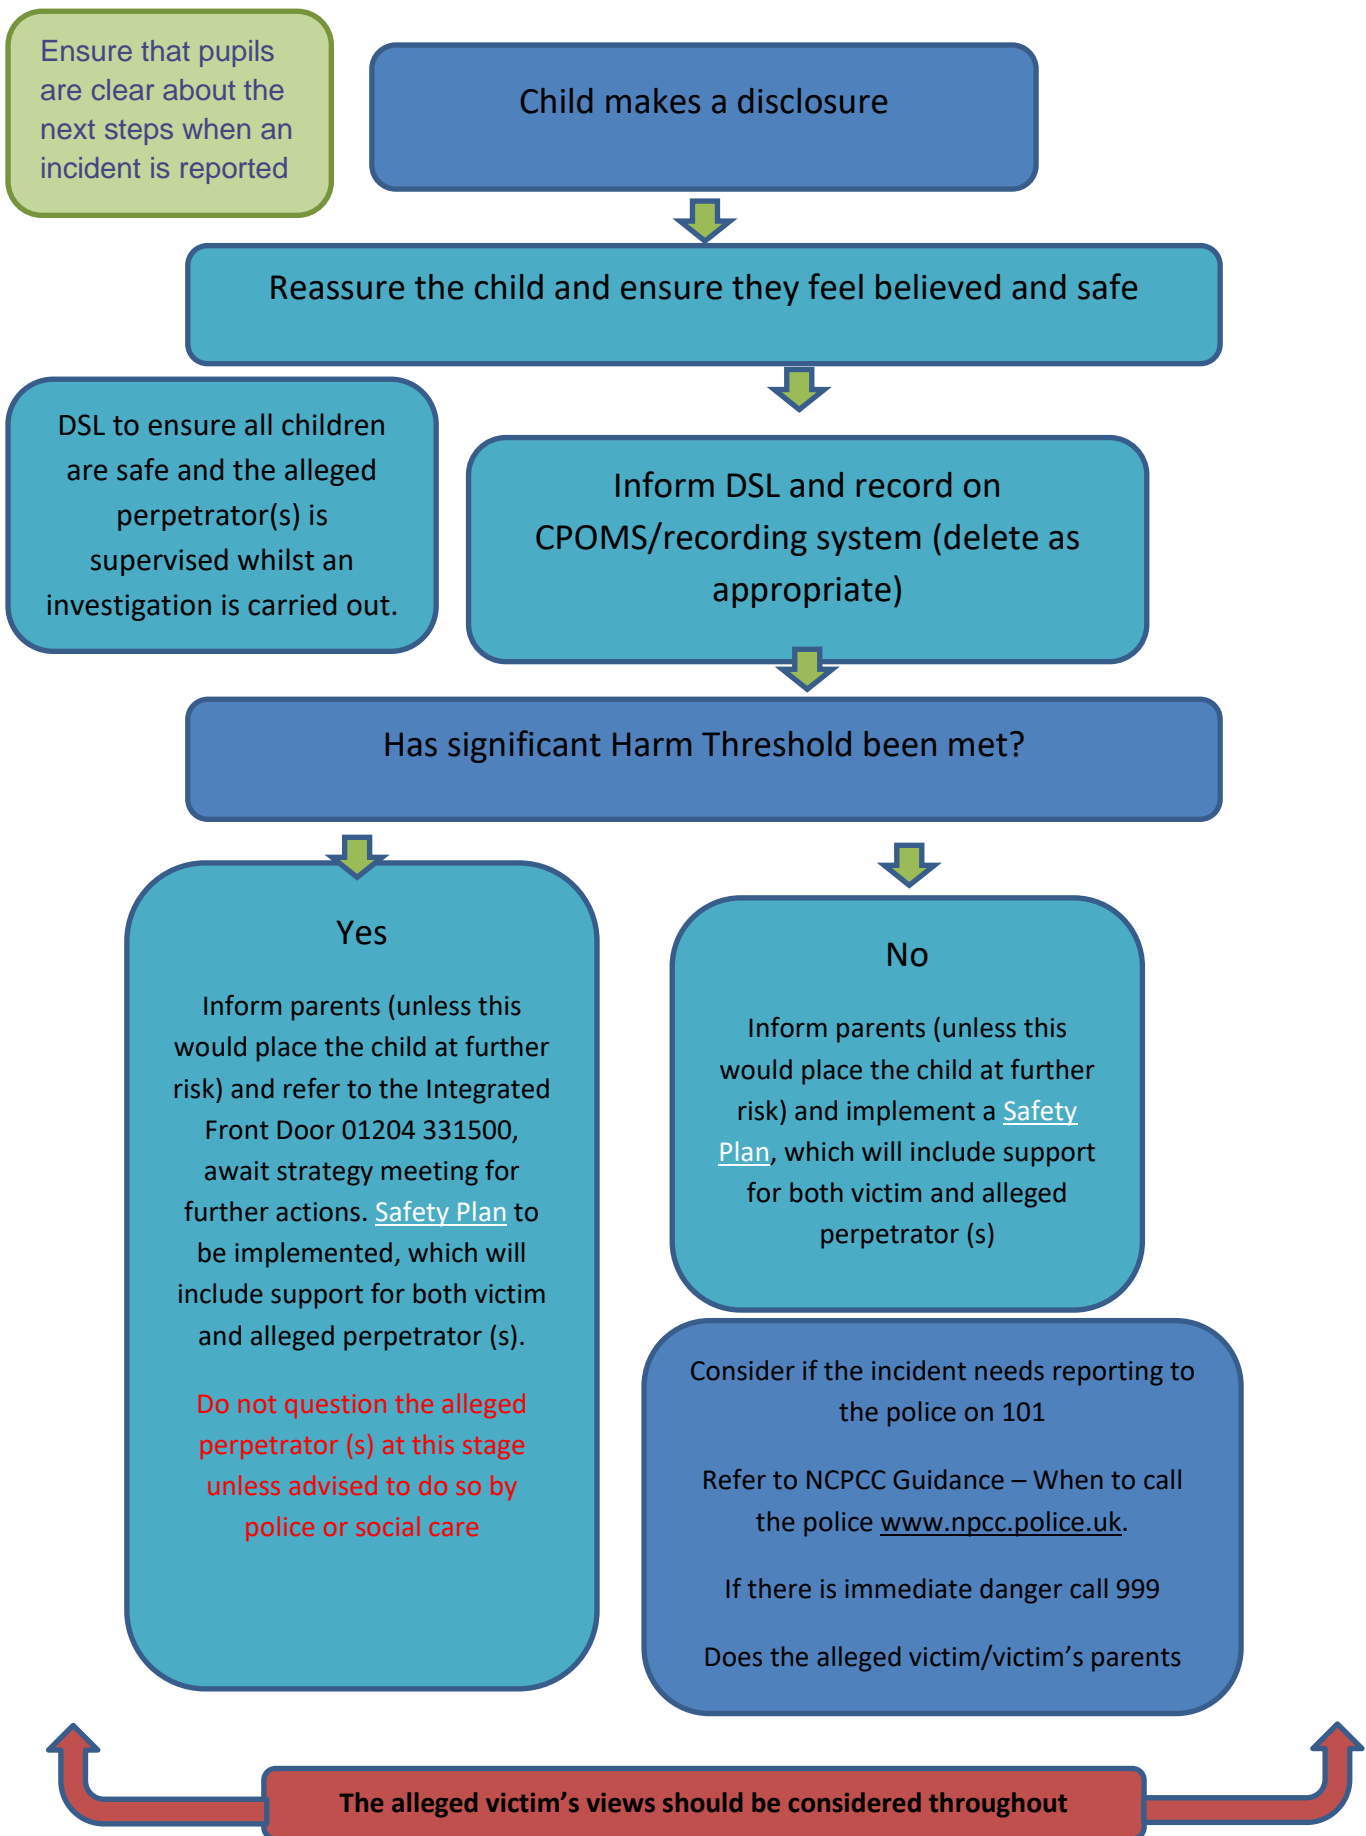 Ensure that pupils
are clear about the
next steps when an
incident is reported
Child makes a disclosure
Reassure the child and ensure they feel believed and safe
DSL to ensure all children
are safe and the alleged
perpetrator(s) is
supervised whilst an
investigation is carried out.
Inform DSL and record on
CPOMS/recording system (delete as
appropriate)
Has significant Harm Threshold been met?
Yes
Inform parents (unless this
would place the child at further
risk) and refer to the Integrated
Front Door 01204 331500,
await strategy meeting for
further actions. Safety Plan to
be implemented, which will
include support for both victim
and alleged perpetrator (s).
Do not question the alleged
perpetrator (s) at this stage
unless advised to do so by
police or social care
No
Inform parents (unless this
would place the child at further
risk) and implement a Safety
Plan, which will include support
for both victim and alleged
perpetrator (s)
Consider if the incident needs reporting to
the police on 101
Refer to NCPCC Guidance – When to call
the police www.npcc.police.uk.
If there is immediate danger call 999
Does the alleged victim/victim’s parents
The alleged victim’s views should be considered throughout